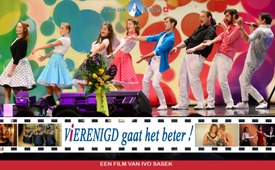 ViERENIGD gaat het beter !
EEN FILM VAN IVO SASEK